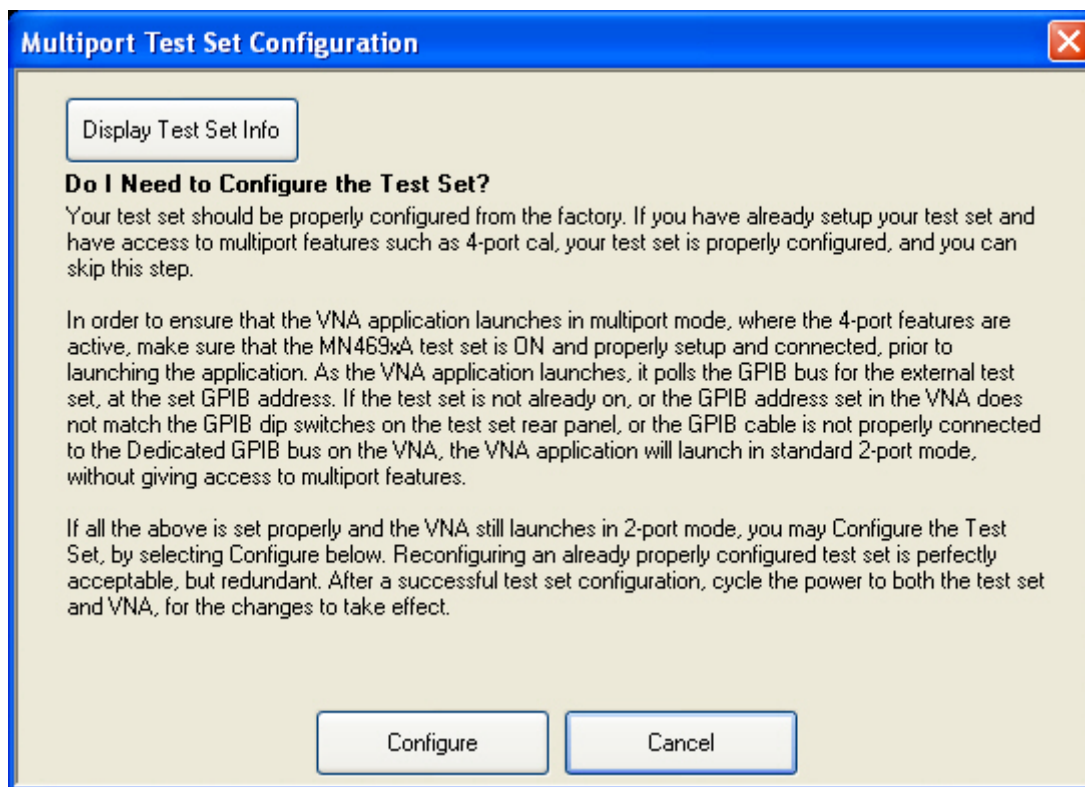 Multiport Test Set Configuration
Display Test Set Info
Do I Need to Configure the Test Set?
Your test set should be properly configured from the factory. If you have already setup your test set and
have access to multiport features such as 4-port cal, your test set is properly configured, and you can
skip this step.
In order to ensure that the VNA application launches in multiport mode, where the 4-port features are
active, make sure that the MN469xA test set is ON and properly setup and connected, prior to
launching the application. As the VNA application launches, it polls the GPIB bus for the external test
set, at the set GPIB address. If the test set is not already on, or the GPIB address set in the VNA does
not match the GPIB dip switches on the test set rear panel, or the GPIB cable is not properly connected
to the Dedicated GPIB bus on the VNA, the VNA application will launch in standard 2-port mode,
without giving access to multiport features.
If all the above is set properly and the VNA still launches in 2-port mode, you may Configure the Test
Set, by selecting Configure below. Reconfiguring an already properly configured test set is perfectly
acceptable, but redundant. After a successful test set configuration, cycle the power to both the test set
and VNA, for the changes to take effect.
Configure
Cancel